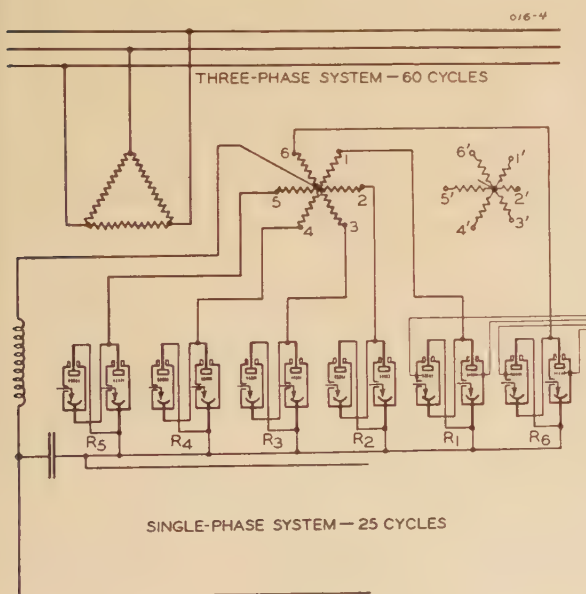 016-4
THREE-PHASE SYSTEM — 60 CYCLES
6 1
5 2
4 3
6' 1'
5' 2'
4' 3'
R5 R4 R3 R2 R1 R6
SINGLE-PHASE SYSTEM — 25 CYCLES